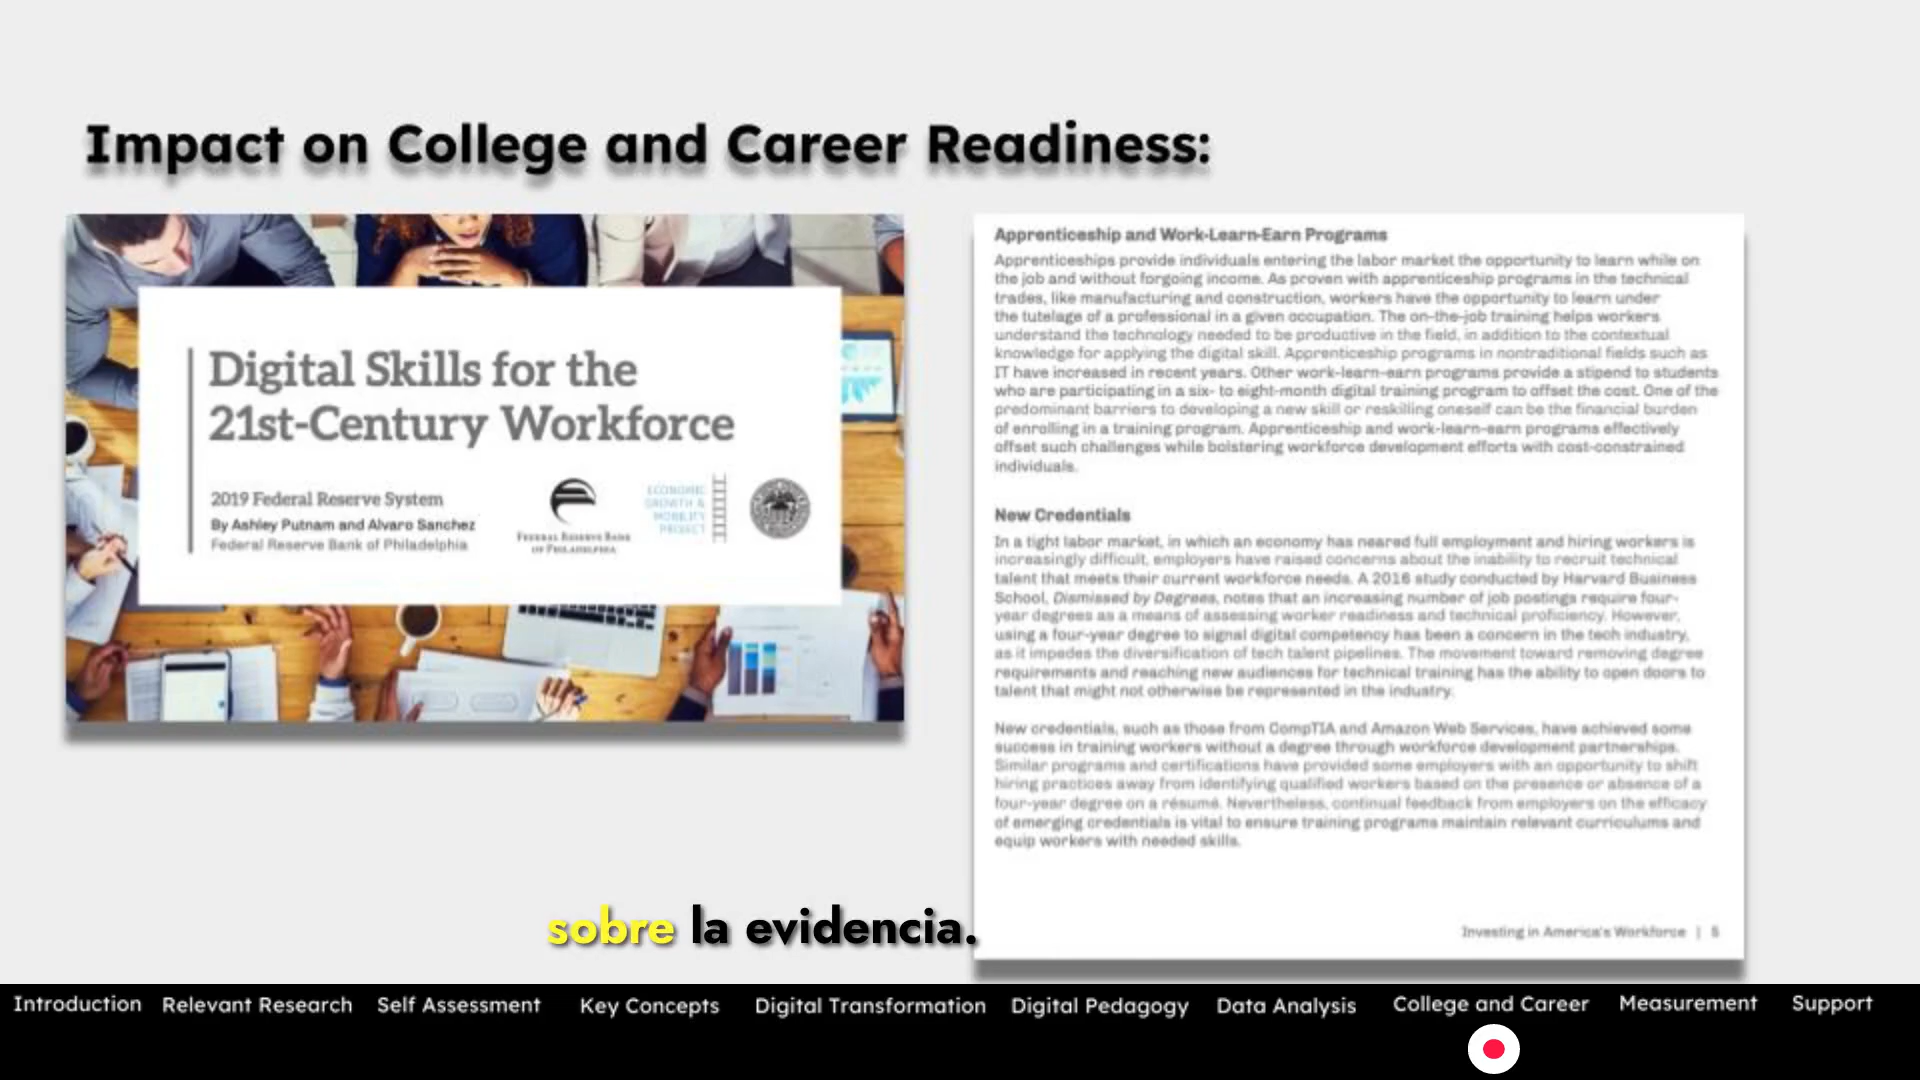 Impact on College and Career Readiness:
Digital Skills for the
21st-Century Workforce
2019 Federal Reserve System
By Ashley Putnam and Alvaro Sanchez
Federal Reserve Bank of Philadelphia
FEDERAL RESERVE BANK
OF PHILADELPHIA
ECONOMIC
GROWTH &
MOBILITY
PROJECT
Apprenticeship and Work-Learn-Earn Programs
Apprenticeships provide individuals entering the labor market the opportunity to learn while on
the job and without forgoing income. As proven with apprenticeship programs in the technical
trades, like manufacturing and construction, workers have the opportunity to learn under
the tutelage of a professional in a given occupation. The on-the-job training helps workers
understand the technology needed to be productive in the field, in addition to the contextual
knowledge for applying the digital skill. Apprenticeship programs in nontraditional fields such as
IT have increased in recent years. Other work-learn-earn programs provide a stipend to students
who are participating in a six- to eight-month digital training program to offset the cost. One of the
predominant barriers to developing a new skill or reskilling oneself can be the financial burden
of enrolling in a training program. Apprenticeship and work-learn-earn programs effectively
offset such challenges while bolstering workforce development efforts with cost-constrained
individuals.
New Credentials
In a tight labor market, in which an economy has neared full employment and hiring workers is
increasingly difficult, employers have raised concerns about the inability to recruit technical
talent that meets their current workforce needs. A 2016 study conducted by Harvard Business
School, Dismissed by Degrees, notes that an increasing number of job postings require four-
year degrees as a means of assessing worker readiness and technical proficiency. However,
using a four-year degree to signal digital competency has been a concern in the tech industry,
as it impedes the diversification of tech talent pipelines. The movement toward removing degree
requirements and reaching new audiences for technical training has the ability to open doors to
talent that might not otherwise be represented in the industry.
New credentials, such as those from CompTIA and Amazon Web Services, have achieved some
success in training workers without a degree through workforce development partnerships.
Similar programs and certifications have provided some employers with an opportunity to shift
hiring practices away from identifying qualified workers based on the presence or absence of a
four-year degree on a résumé. Nevertheless, continual feedback from employers on the efficacy
of emerging credentials is vital to ensure training programs maintain relevant curriculums and
equip workers with needed skills.
Investing in America's Workforce | 5
sobre la evidencia.
Introduction Relevant Research Self Assessment Key Concepts Digital Transformation Digital Pedagogy Data Analysis College and Career Measurement Support